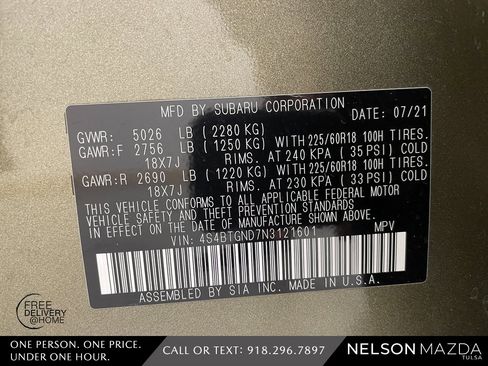 MFD BY SUBARU CORPORATION
DATE: 07/21
GVWR: 5026 LB ( 2280 KG)
GAWR:F 2756 LB ( 1250 KG) WITH 225/60R18 100H TIRES.
18X7J RIMS. AT 240 KPA ( 35 PSI) COLD
GAWR:R 2690 LB ( 1220 KG) WITH 225/60R18 100H TIRES.
18X7J RIMS. AT 230 KPA ( 33 PSI) COLD
THIS VEHICLE CONFORMS TO ALL APPLICABLE FEDERAL MOTOR
VEHICLE SAFETY AND BUMPER STANDARDS IN EFFECT ON THE
DATE OF MANUFACTURE SHOWN ABOVE.
VIN: 4S4BTGND7N3121601 MPV
ASSEMBLED BY SIA INC. MADE IN U.S.A.
FREE
DELIVERY
@HOME
ONE PERSON. ONE PRICE.
UNDER ONE HOUR.
CALL OR TEXT: 918.296.7897
NELSON MAZDA
TULSA